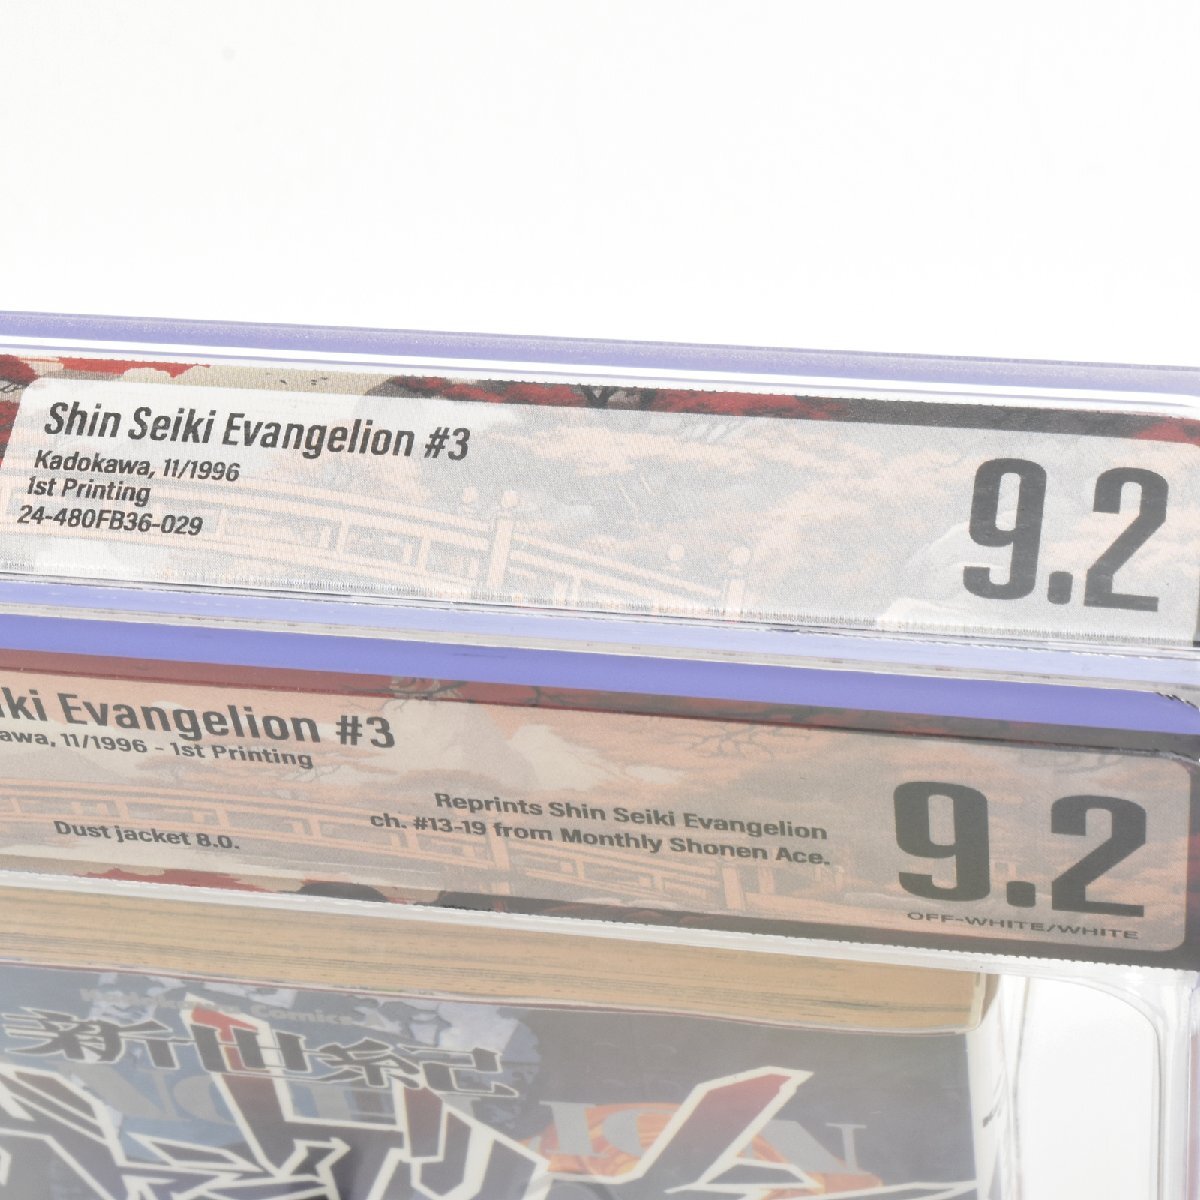 Shin Seiki Evangelion #3
Kadokawa, 11/1996
1st Printing
24-480FB36-029
9.2
Evangelion #3
11/1996 - 1st Printing
Dust jacket 8.0.
Reprints Shin Seiki Evangelion
ch. #13-19 from Monthly Shonen Ace.
9.2
OFF-WHITE/WHITE
Comics
新世紀